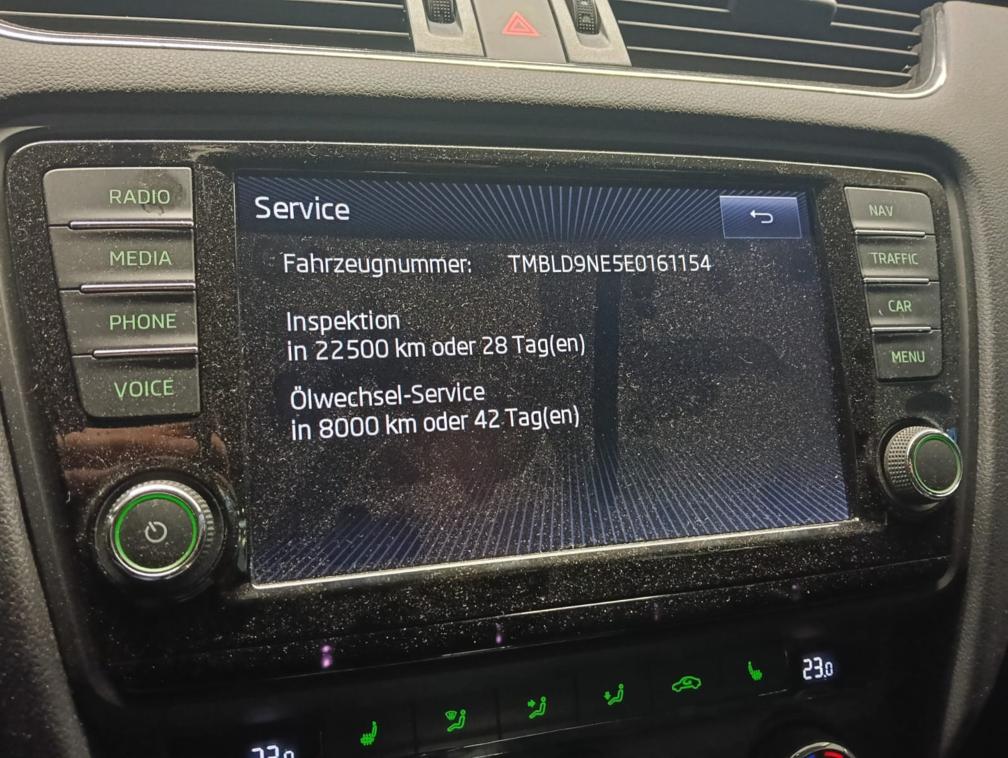 RADIO
MEDIA
PHONE
VOICE
Service
Fahrzeugnummer: TMBLD9NE5E0161154
Inspektion
in 22500 km oder 28 Tag(en)
Ölwechsel-Service
in 8000 km oder 42 Tag(en)
NAV
TRAFFIC
CAR
MENU
23.0